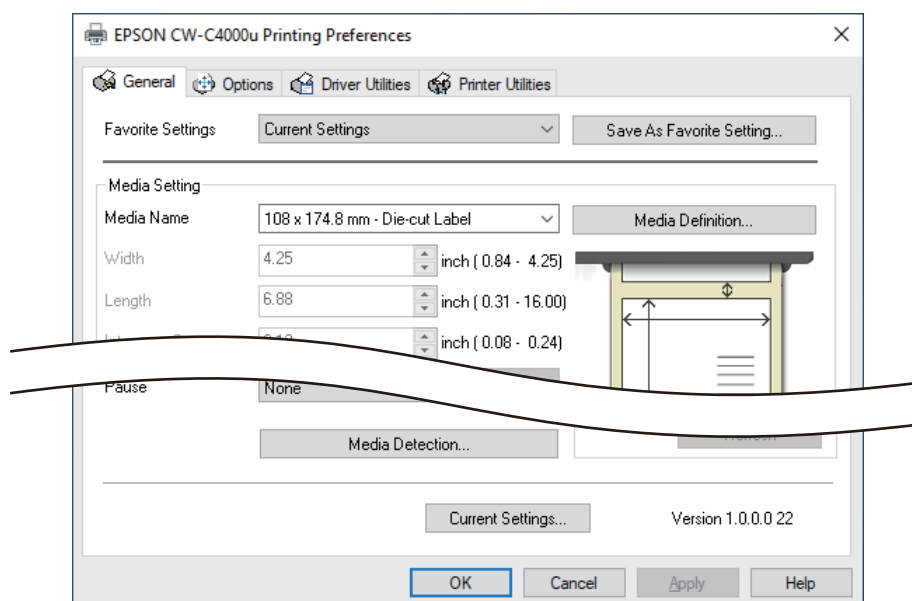 EPSON CW-C4000u Printing Preferences
General Options Driver Utilities Printer Utilities
Favorite Settings Current Settings Save As Favorite Setting...
Media Setting
Media Name 108 x 174.8 mm - Die-cut Label Media Definition...
Width 4.25 inch ( 0.84 - 4.25)
Length 6.88 inch ( 0.31 - 16.00)
inch ( 0.08 - 0.24)
Pause None
Media Detection...
Current Settings... Version 1.0.0.0 22
OK Cancel Apply Help